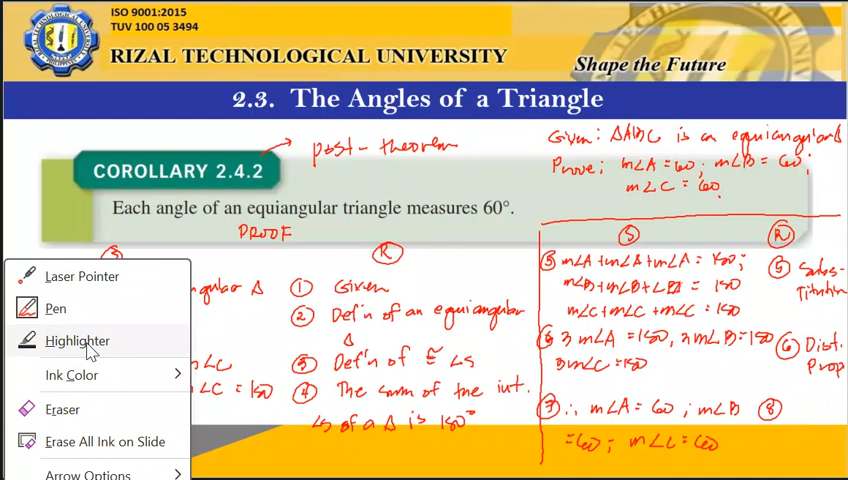 ISO 9001:2015
TUV 100 05 3494
RIZAL TECHNOLOGICAL UNIVERSITY
Shape the Future
2.3. The Angles of a Triangle
post-theorem
COROLLARY 2.4.2
Each angle of an equiangular triangle measures 60°.
Given: ΔABC is an equiangular Δ
Prove; m∠A = 60; m∠B = 60;
m∠C = 60.
PROOF
R
① Given
② Def'n of an equiangular
Δ
③ Def'n of ≅ ∠s
④ The sum of the int.
∠s of a Δ is 180°
ngular Δ
∠C
∠C = 180
Laser Pointer
Pen
Highlighter
Ink Color
Eraser
Erase All Ink on Slide
Arrow Options
S
R
⑤ m∠A+m∠A+m∠A = 180;
m∠B+m∠B+∠B = 180
m∠C+m∠C+m∠C = 180
⑤ Subs-
titution
⑥ 3m∠A = 180, 3m∠B = 180
3m∠C = 180
⑥ Dist.
Prop
⑦ ∴ m∠A = 60; m∠B
= 60; m∠C = 60
⑧